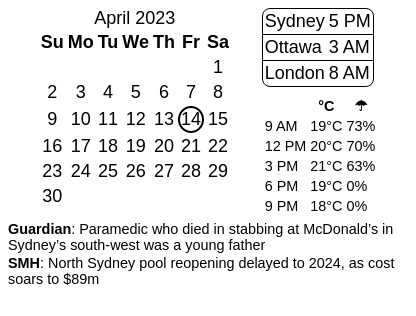 April 2023
Su Mo Tu We Th Fr Sa
1
2 3 4 5 6 7 8
9 10 11 12 13 14 15
16 17 18 19 20 21 22
23 24 25 26 27 28 29
30
Sydney 5 PM
Ottawa 3 AM
London 8 AM
°C ☂
9 AM 19°C 73%
12 PM 20°C 70%
3 PM 21°C 63%
6 PM 19°C 0%
9 PM 18°C 0%
Guardian: Paramedic who died in stabbing at McDonald’s in
Sydney’s south-west was a young father
SMH: North Sydney pool reopening delayed to 2024, as cost
soars to $89m